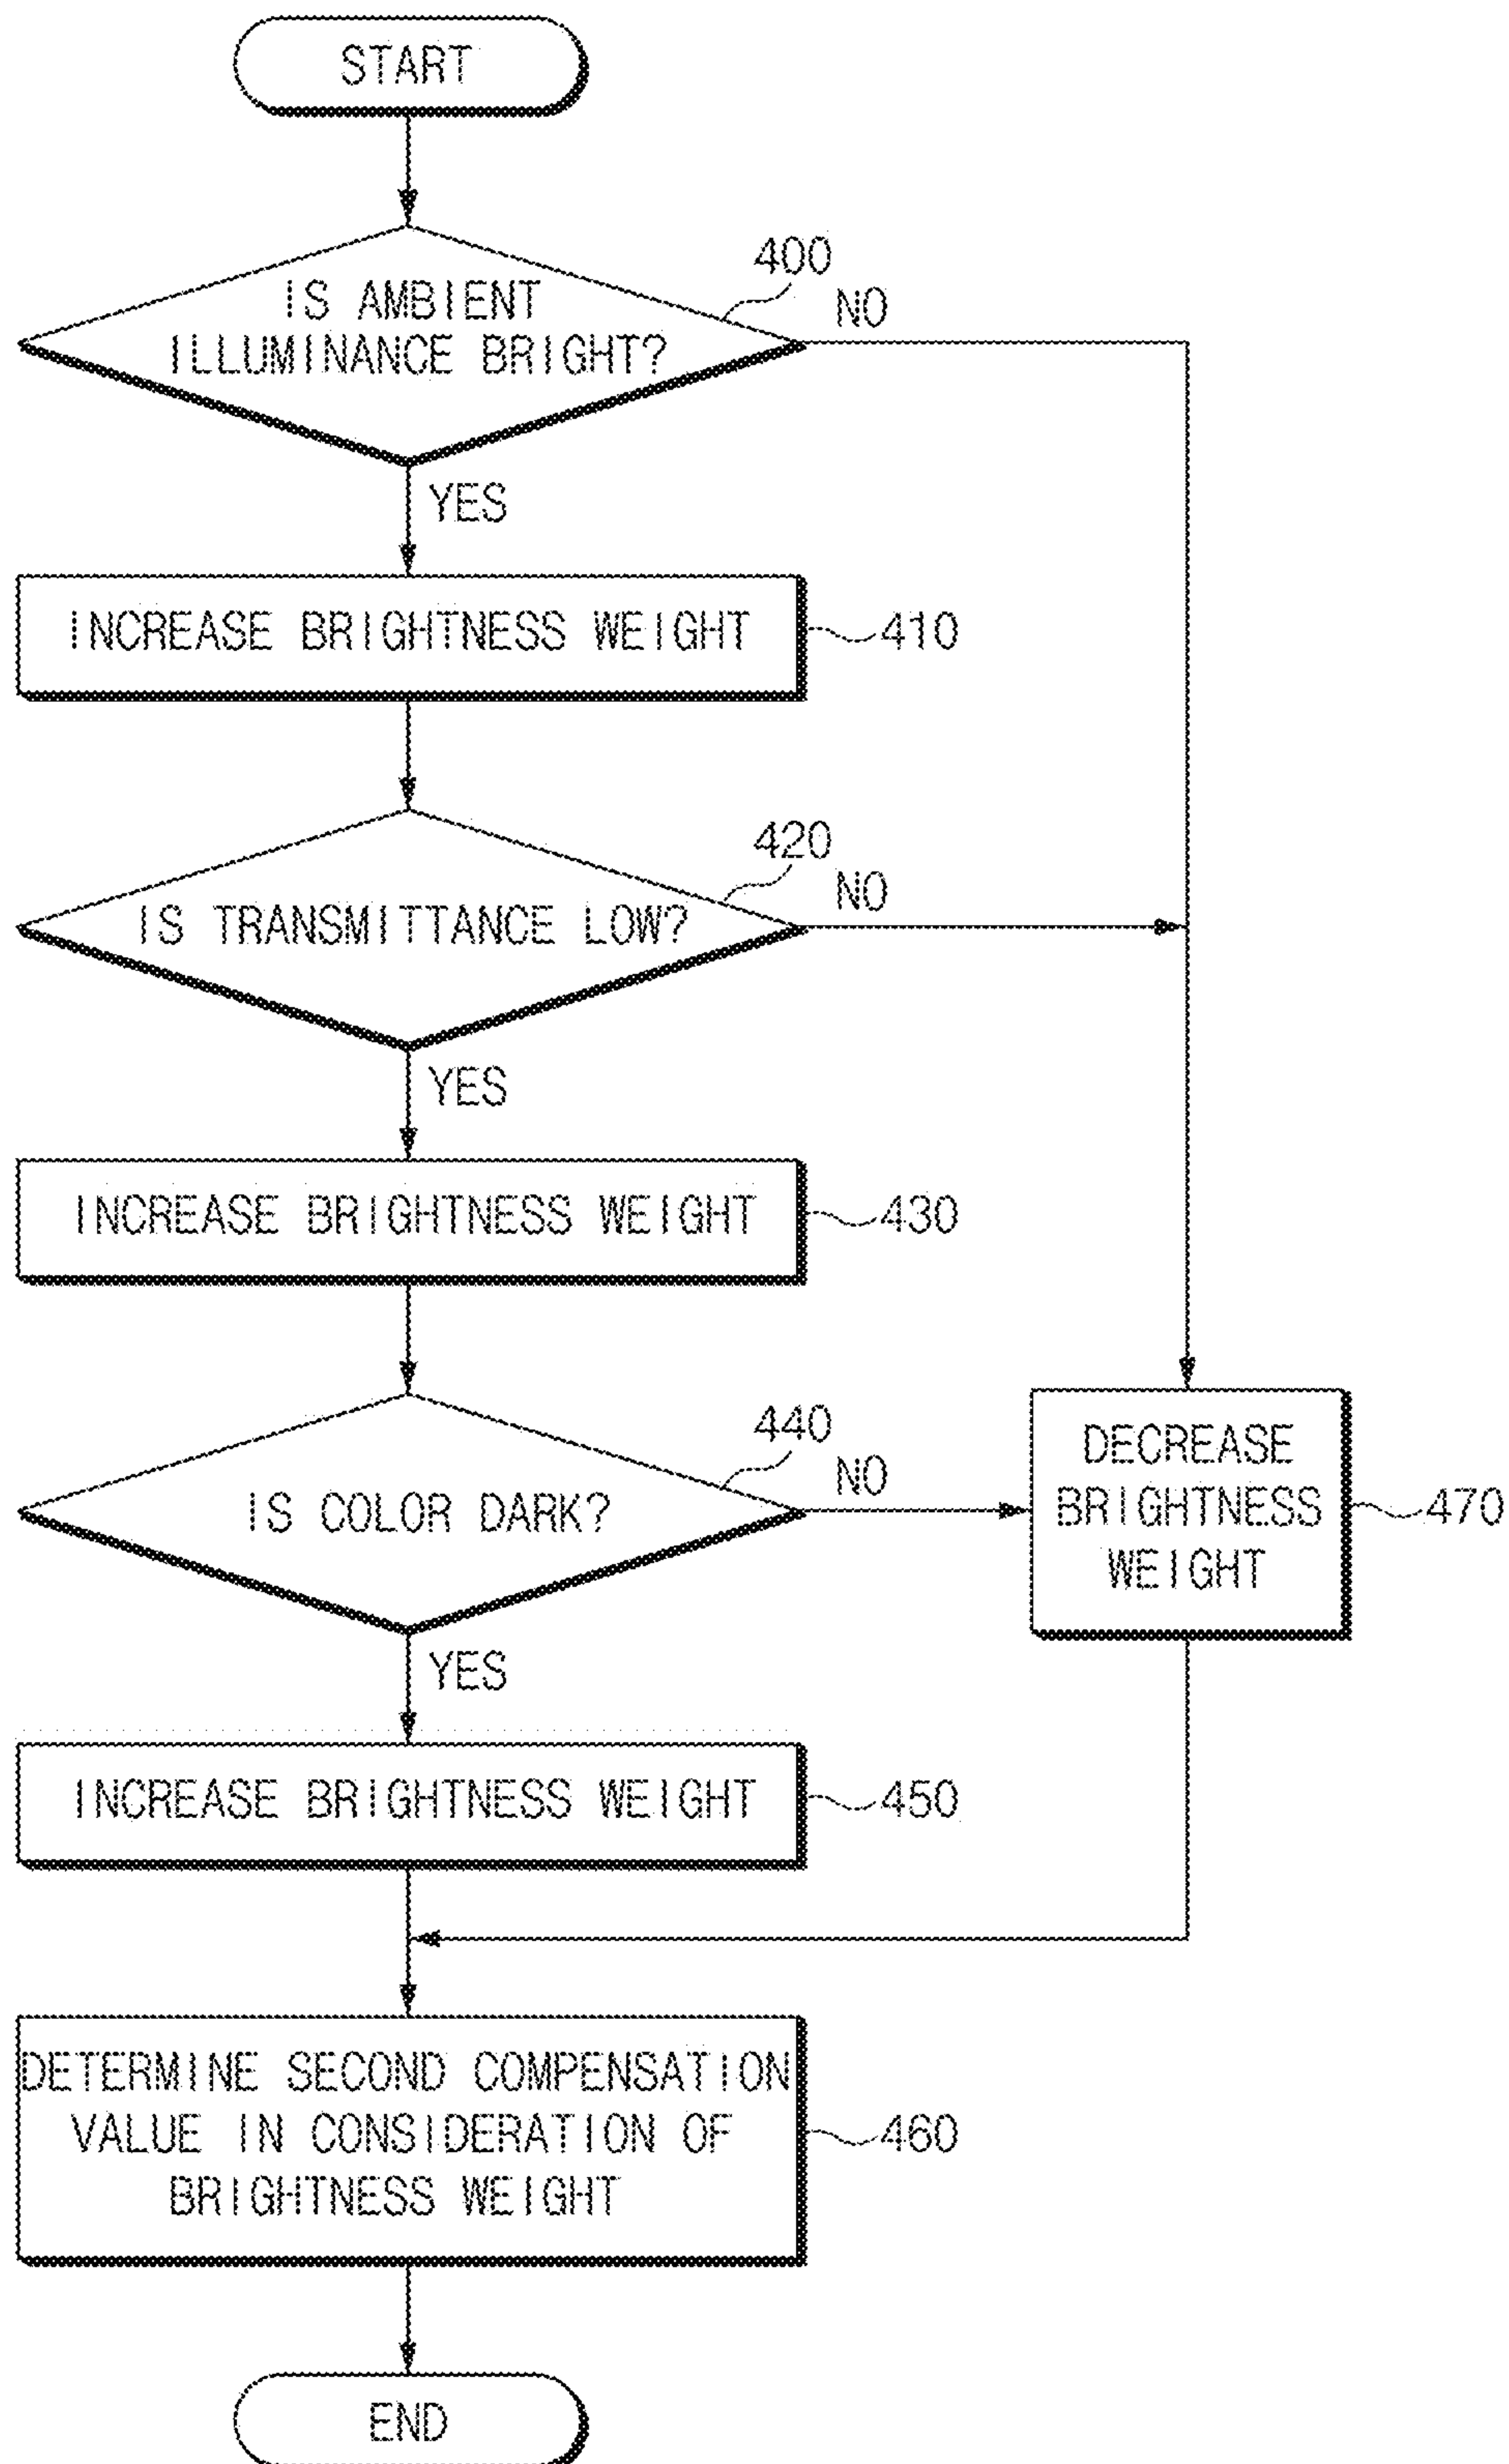 START
400
IS AMBIENT
ILLUMINANCE BRIGHT?
NO
YES
INCREASE BRIGHTNESS WEIGHT
410
420
IS TRANSMITTANCE LOW?
NO
YES
INCREASE BRIGHTNESS WEIGHT
430
440
IS COLOR DARK?
NO
DECREASE
BRIGHTNESS
WEIGHT
470
YES
INCREASE BRIGHTNESS WEIGHT
450
DETERMINE SECOND COMPENSATION
VALUE IN CONSIDERATION OF
BRIGHTNESS WEIGHT
460
END